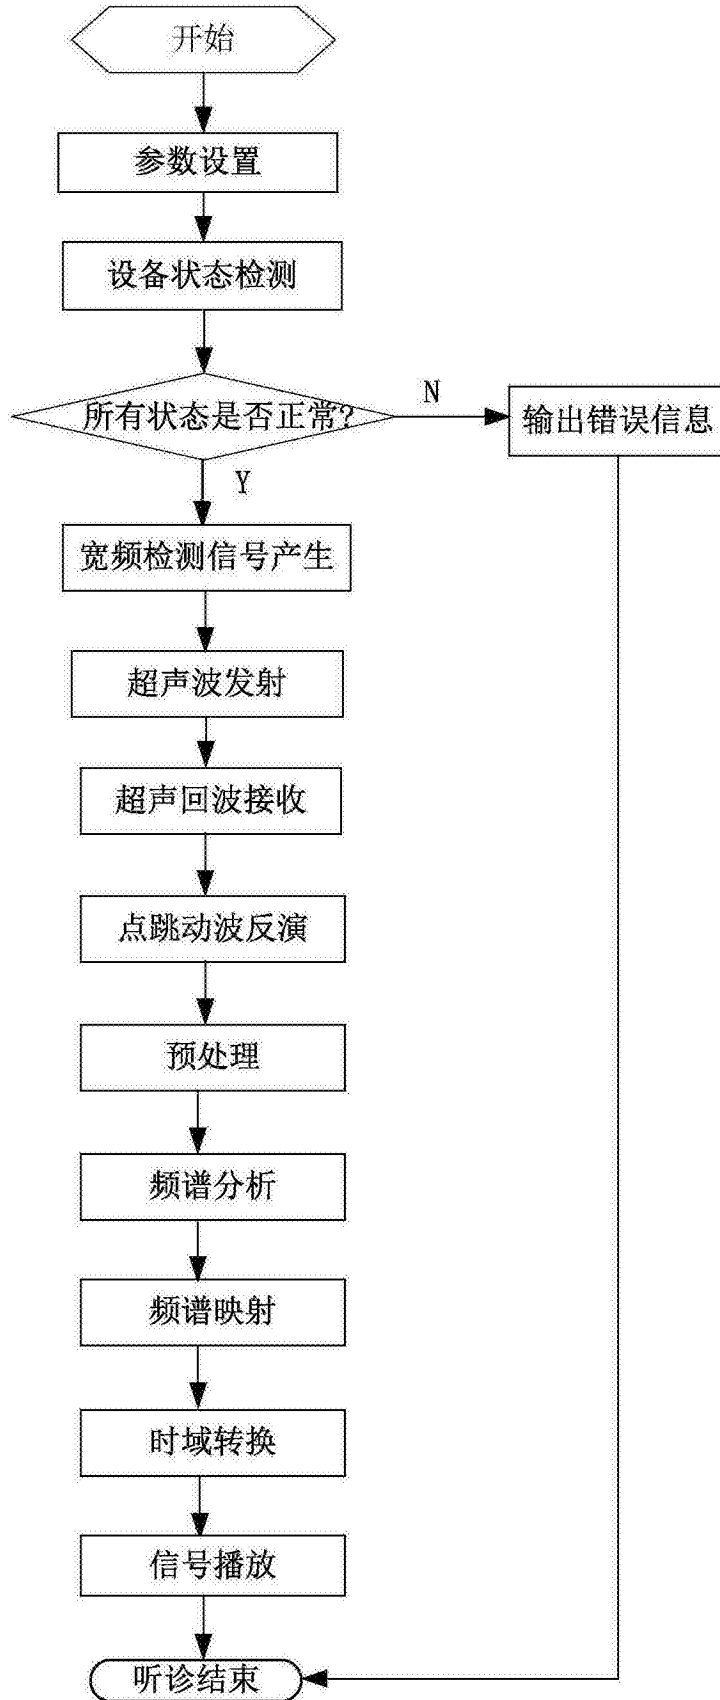 开始
参数设置
设备状态检测
所有状态是否正常?
N
输出错误信息
Y
宽频检测信号产生
超声波发射
超声回波接收
点跳动波反演
预处理
频谱分析
频谱映射
时域转换
信号播放
听诊结束